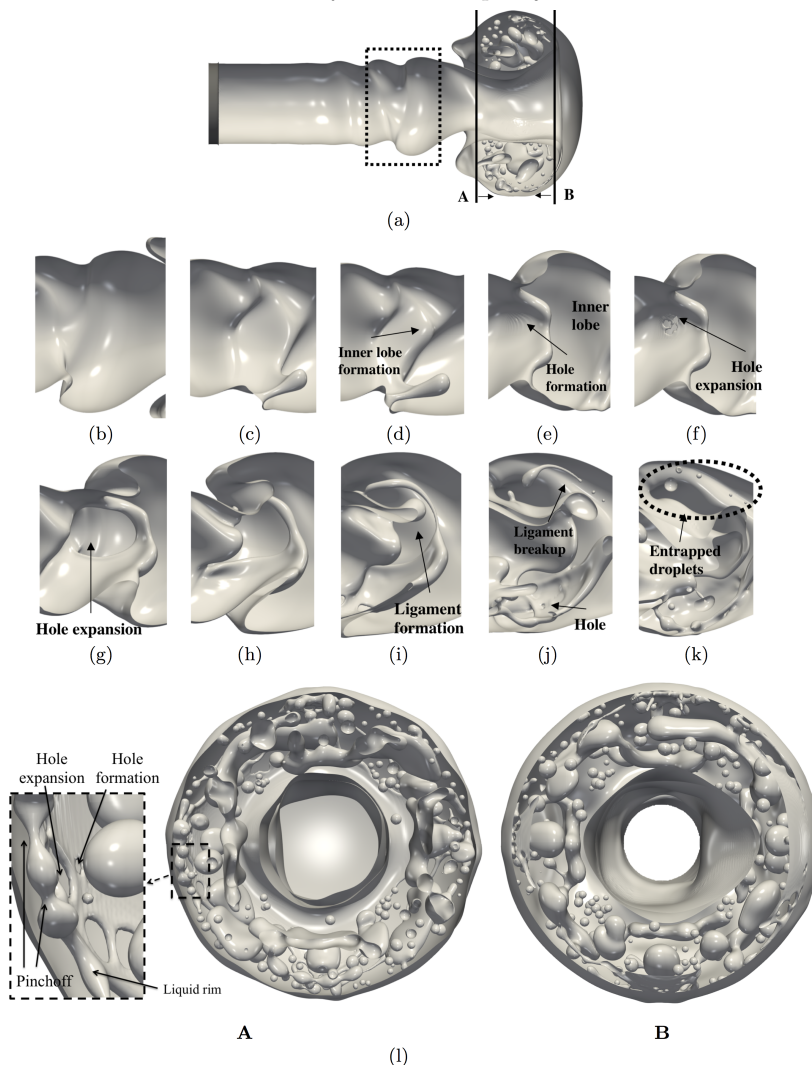 A B
(a)
Inner lobe
formation
Inner
lobe
Hole
formation
Hole
expansion
(b) (c) (d) (e) (f)
Hole expansion
Ligament
formation
Ligament
breakup
Hole
Entrapped
droplets
(g) (h) (i) (j) (k)
Hole
expansion
Hole
formation
Pinchoff
Liquid rim
A B
(l)